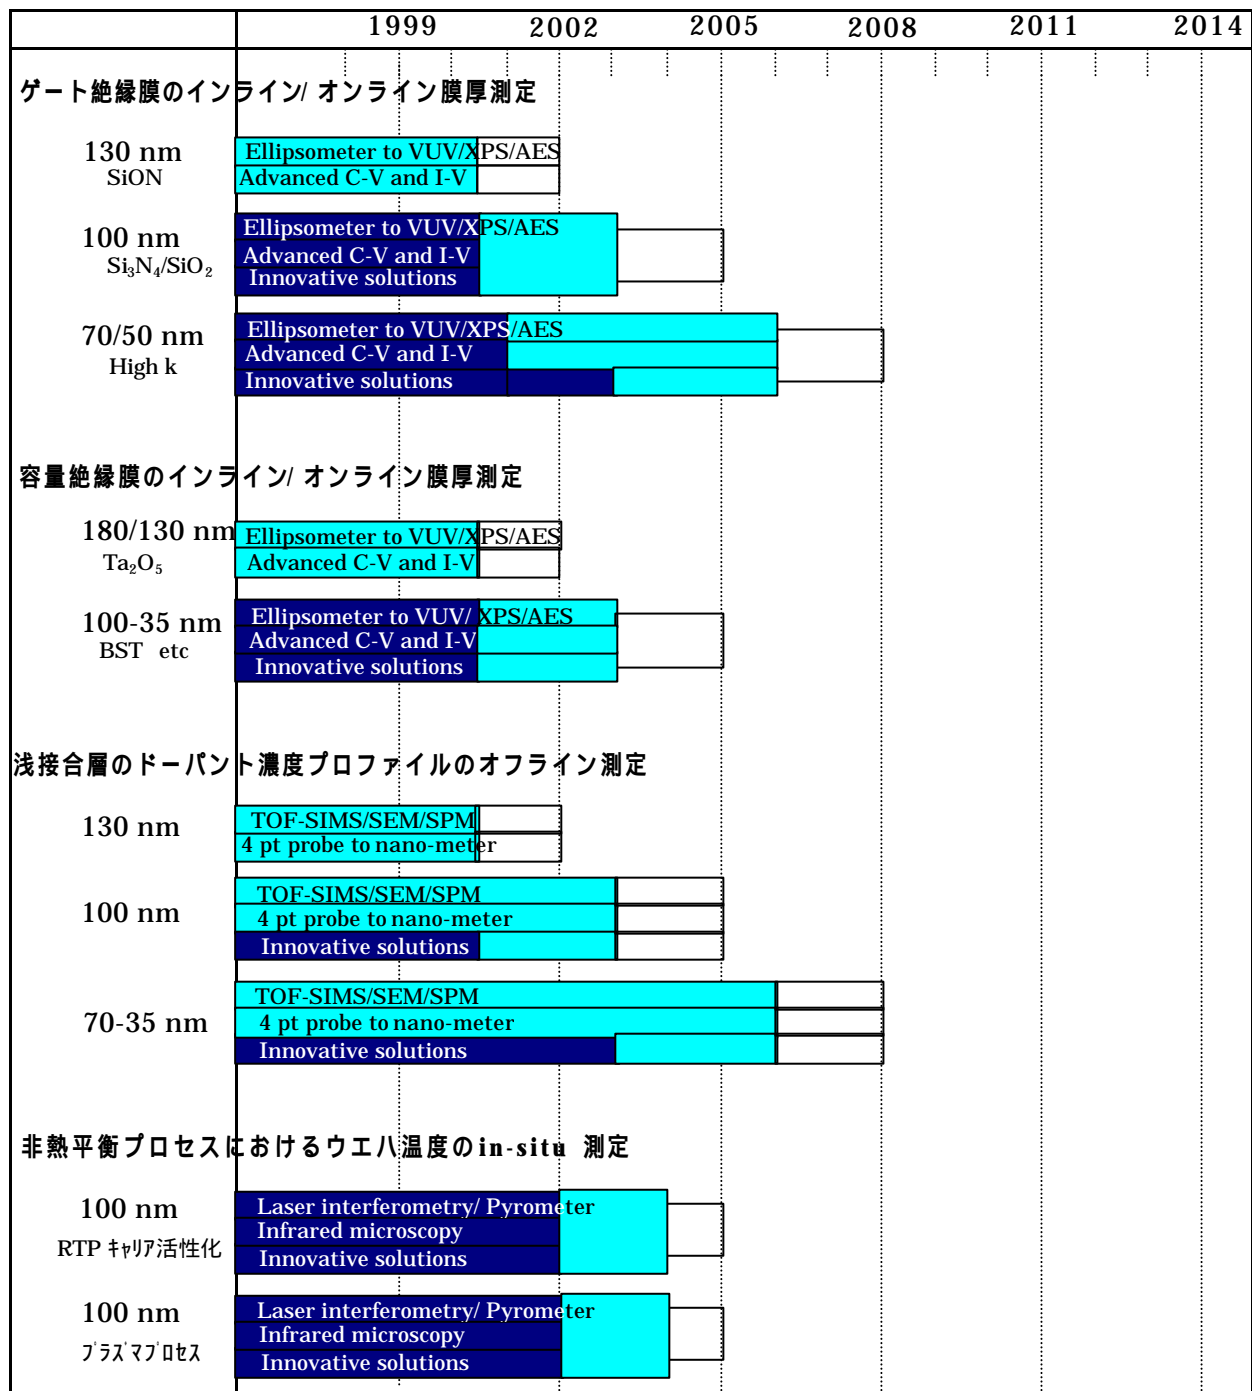 1999 2002 2005 2008 2011 2014
ゲート絶縁膜のインライン/ オンライン膜厚測定
130 nm
SiON
Ellipsometer to VUV/XPS/AES
Advanced C-V and I-V
100 nm
Si₃N₄/SiO₂
Ellipsometer to VUV/XPS/AES
Advanced C-V and I-V
Innovative solutions
70/50 nm
High k
Ellipsometer to VUV/XPS/AES
Advanced C-V and I-V
Innovative solutions
容量絶縁膜のインライン/ オンライン膜厚測定
180/130 nm
Ta₂O₅
Ellipsometer to VUV/XPS/AES
Advanced C-V and I-V
100-35 nm
BST etc
Ellipsometer to VUV/ XPS/AES
Advanced C-V and I-V
Innovative solutions
浅接合層のドーパント濃度プロファイルのオフライン測定
130 nm
TOF-SIMS/SEM/SPM
4 pt probe to nano-meter
100 nm
TOF-SIMS/SEM/SPM
4 pt probe to nano-meter
Innovative solutions
70-35 nm
TOF-SIMS/SEM/SPM
4 pt probe to nano-meter
Innovative solutions
非熱平衡プロセスにおけるウエハ温度のin-situ 測定
100 nm
RTP ｷｬﾘｱ活性化
Laser interferometry/ Pyrometer
Infrared microscopy
Innovative solutions
100 nm
ﾌﾟﾗｽﾞﾏﾌﾟﾛｾｽ
Laser interferometry/ Pyrometer
Infrared microscopy
Innovative solutions